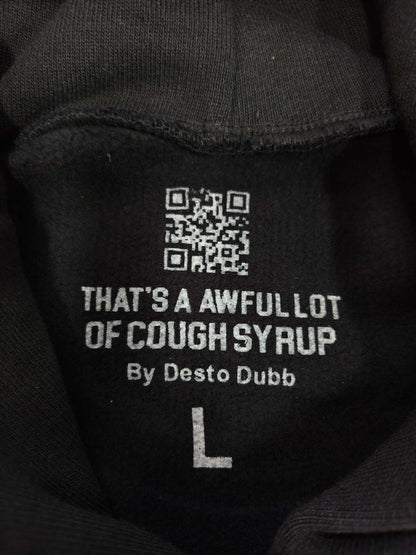 THAT'S A AWFUL LOT
OF COUGH SYRUP
By Desto Dubb
L